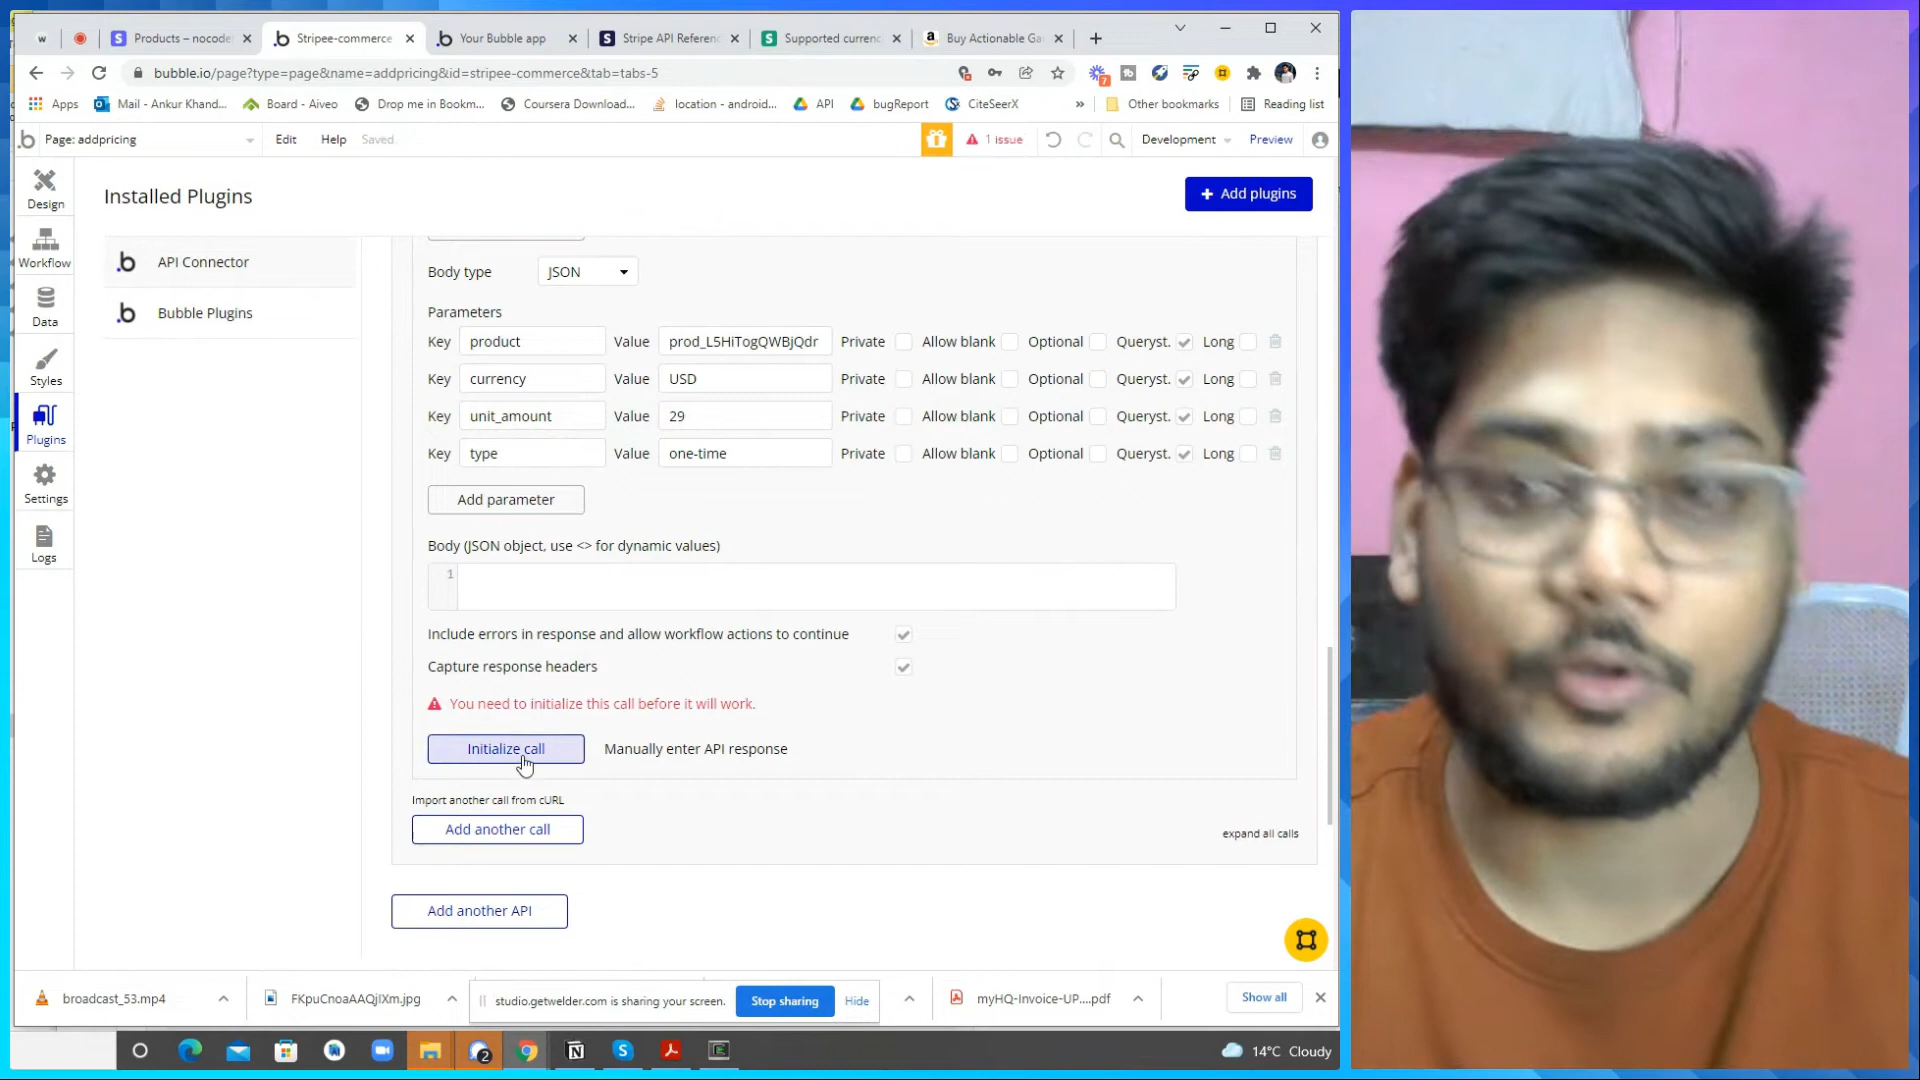 Products – nocodet
Stripee-commerce
Your Bubble app
Stripe API Referenc
Supported currenc
Buy Actionable Ga
bubble.io/page?type=page&name=addpricing&id=stripee-commerce&tab=tabs-5
Apps
Mail - Ankur Khand...
Board - Aiveo
Drop me in Bookm...
Coursera Download...
location - android...
API
bugReport
CiteSeerX
»
Other bookmarks
Reading list
Page: addpricing
Edit
Help
Saved
1 issue
Development
Preview
Design
Workflow
Data
Styles
Plugins
Settings
Logs
Installed Plugins
+ Add plugins
API Connector
Bubble Plugins
Body type JSON
Parameters
Key product Value prod_L5HiTogQWBjQdr Private Allow blank Optional Queryst. Long
Key currency Value USD Private Allow blank Optional Queryst. Long
Key unit_amount Value 29 Private Allow blank Optional Queryst. Long
Key type Value one-time Private Allow blank Optional Queryst. Long
Add parameter
Body (JSON object, use <> for dynamic values)
1
Include errors in response and allow workflow actions to continue
Capture response headers
You need to initialize this call before it will work.
Initialize call Manually enter API response
Import another call from cURL
Add another call
expand all calls
Add another API
broadcast_53.mp4
FKpuCnoaAAQjIXm.jpg
studio.getwelder.com is sharing your screen.
Stop sharing
Hide
myHQ-Invoice-UP....pdf
Show all
2
14°C Cloudy